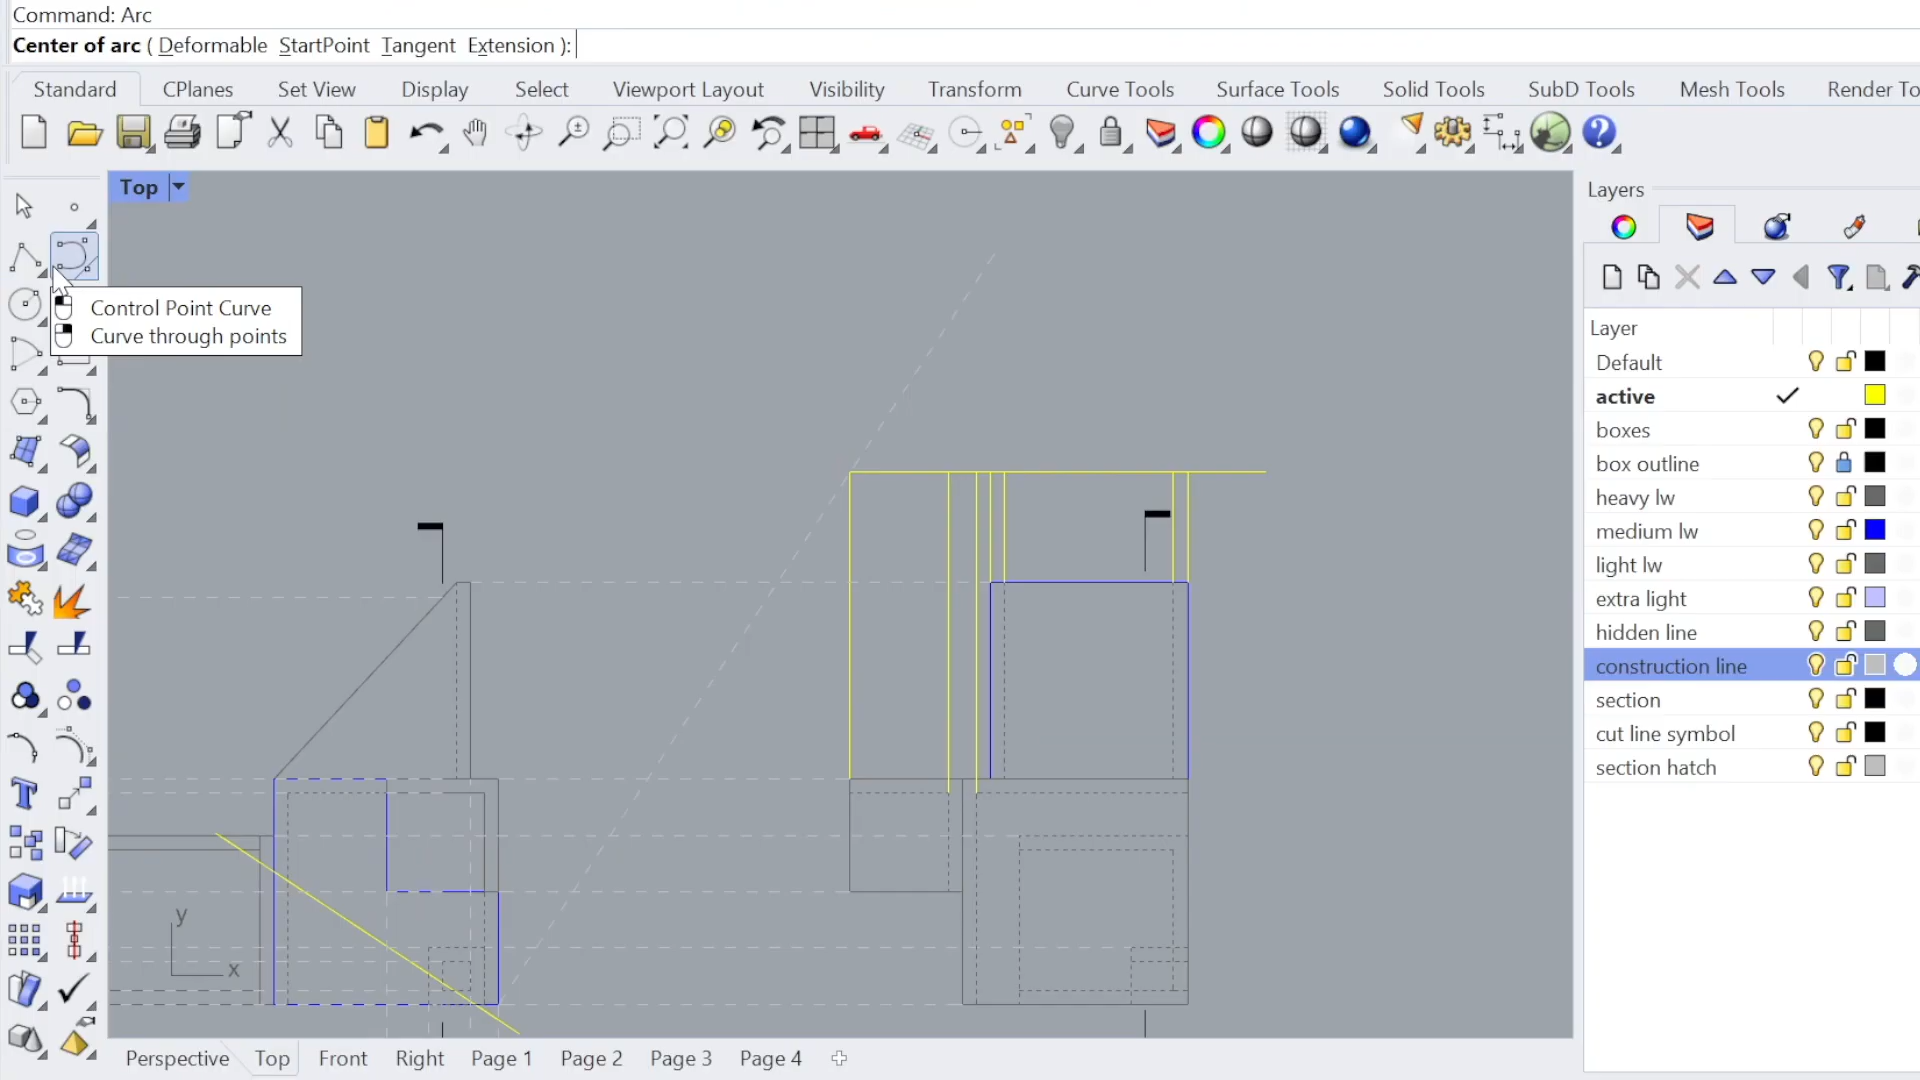 Command: Arc
Center of arc ( Deformable StartPoint Tangent Extension ):
Standard CPlanes Set View Display Select Viewport Layout Visibility Transform Curve Tools Surface Tools Solid Tools SubD Tools Mesh Tools Render To
Top
Control Point Curve
Curve through points
y
x
Layers
Layer
Default
active
boxes
box outline
heavy lw
medium lw
light lw
extra light
hidden line
construction line
section
cut line symbol
section hatch
Perspective Top Front Right Page 1 Page 2 Page 3 Page 4